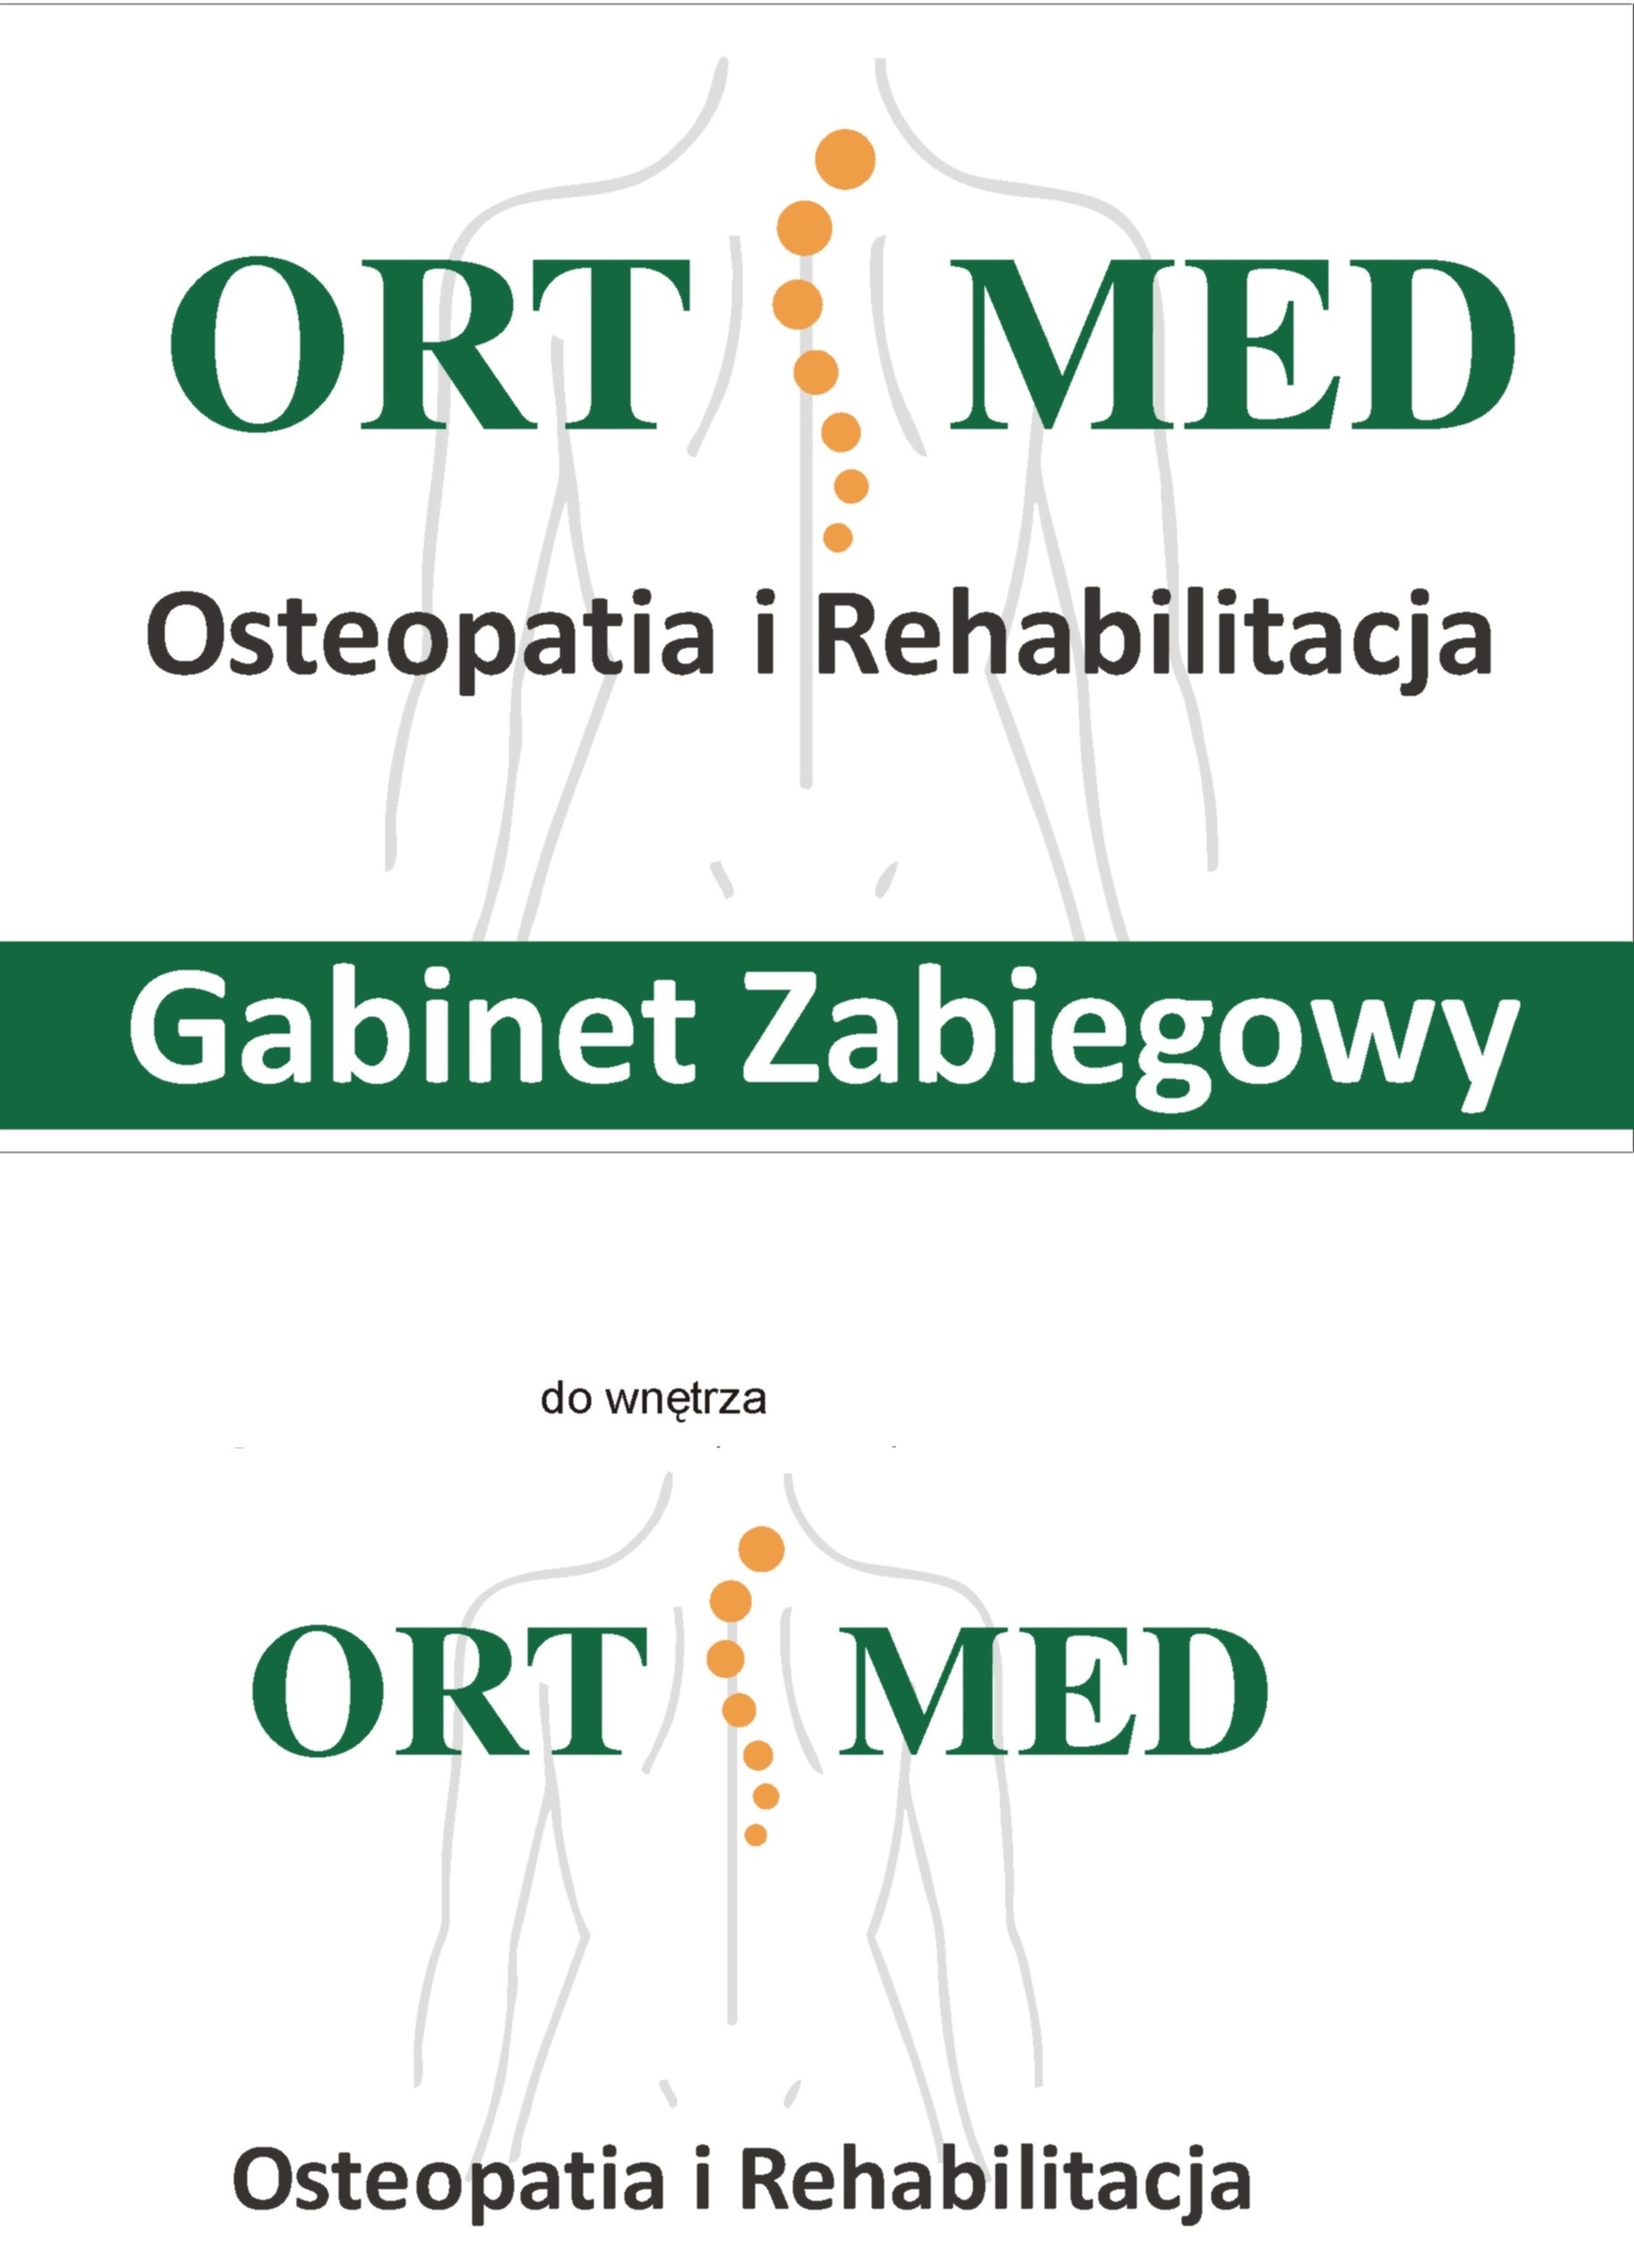 ORT MED
Osteopatia i Rehabilitacja
Gabinet Zabiegowy
do wnętrza
ORT MED
Osteopatia i Rehabilitacja